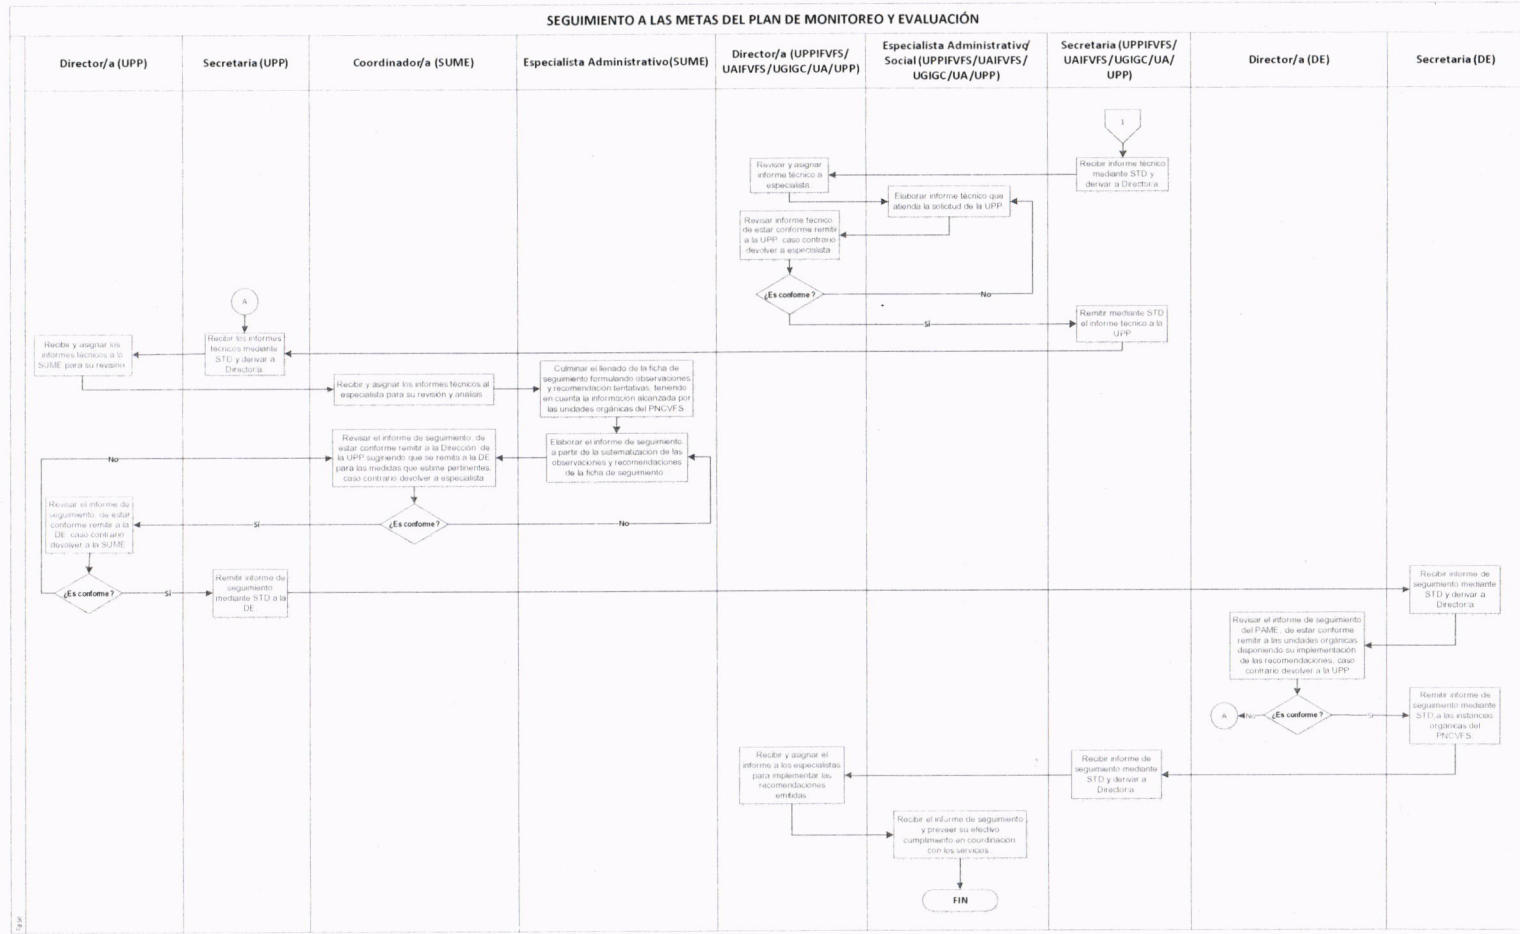 SEGUIMIENTO A LAS METAS DEL PLAN DE MONITOREO Y EVALUACIÓN
Director/a (UPP)
Secretaria (UPP)
Coordinador/a (SUME)
Especialista Administrativo(SUME)
Director/a (UPPIFVFS/
UAIFVFS/UGIGC/UA/UPP)
Especialista Administrativo/
Social (UPPIFVFS/UAIFVFS/
UGIGC/UA/UPP)
Secretaria (UPPIFVFS/
UAIFVFS/UGIGC/UA/
UPP)
Director/a (DE)
Secretaria (DE)
1
Recibir informe técnico
mediante STD y
derivar a Director/a
Revisar y asignar
informe técnico a
especialista
Elaborar informe técnico que
atienda la solicitud de la UPP
Revisar informe técnico
de estar conforme remitir
a la UPP, caso contrario
devolver a especialista
¿Es conforme ?
No
Sí
Remitir mediante STD
el informe técnico a la
UPP
A
Recibir los informes
técnicos mediante
STD y derivar a
Director/a
Recibir y asignar los
informes técnicos a la
SUME para su revisión
Recibir y asignar los informes técnicos al
especialista para su revisión y análisis
Culminar el llenado de la ficha de
seguimiento formulando observaciones
y recomendación tentativas, teniendo
en cuenta la información alcanzada por
las unidades orgánicas del PNCVFS
Elaborar el informe de seguimiento
a partir de la sistematización de las
observaciones y recomendaciones
de la ficha de seguimiento
Revisar el informe de seguimiento, de
estar conforme remitir a la Dirección de
la UPP sugiriendo que se remita a la DE
para las medidas que estime pertinentes,
caso contrario devolver a especialista
¿Es conforme ?
No
Sí
No
Revisar el informe de
seguimiento, de estar
conforme remitir a la
DE, caso contrario
devolver a la SUME
¿Es conforme ?
Sí
Remitir informe de
seguimiento
mediante STD a la
DE
Recibir informe de
seguimiento mediante
STD y derivar a
Director/a
Revisar el informe de seguimiento
del PAME, de estar conforme
remitir a las unidades orgánicas
disponiendo su implementación
de las recomendaciones, caso
contrario devolver a la UPP
¿Es conforme ?
No
A
Sí
Remitir informe de
seguimiento mediante
STD a las instancias
orgánicas del
PNCVFS
Recibir informe de
seguimiento mediante
STD y derivar a
Director/a
Recibir y asignar el
informe a los especialistas
para implementar las
recomendaciones
emitidas
Recibir el informe de seguimiento
y preveer su efectivo
cumplimiento en coordinación
con los servicios
FIN